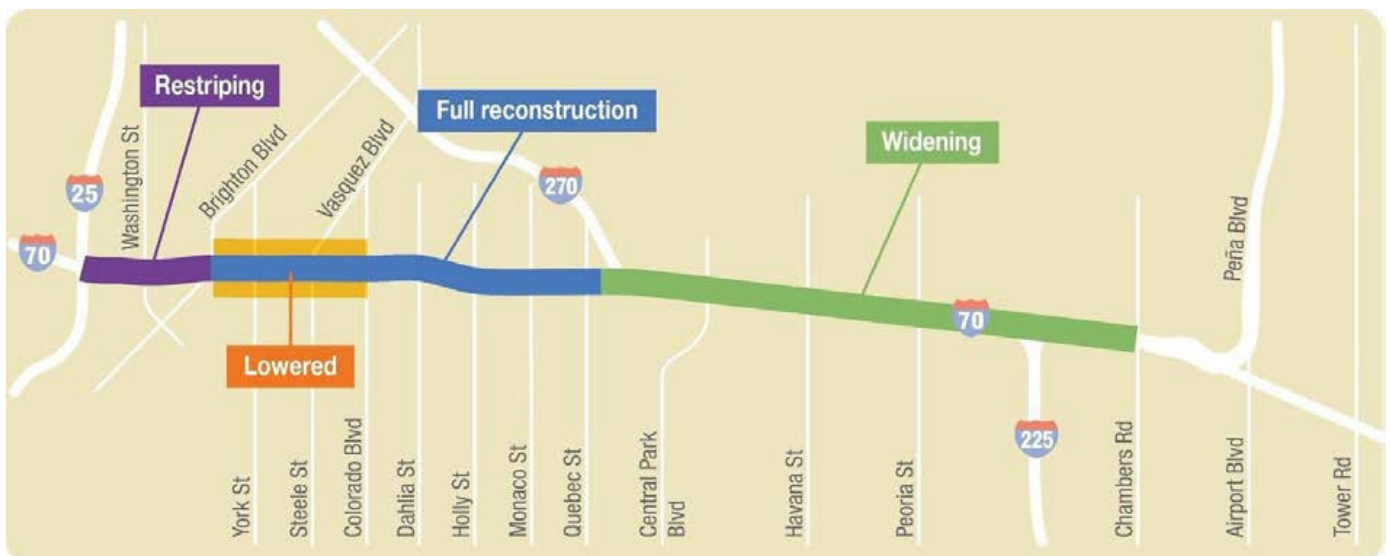 Restriping
Full reconstruction
Widening
Lowered
25
70
270
70
225
Washington St
Brighton Blvd
Vasquez Blvd
Peña Blvd
York St
Steele St
Colorado Blvd
Dahlia St
Holly St
Monaco St
Quebec St
Central Park
Blvd
Havana St
Peoria St
Chambers Rd
Airport Blvd
Tower Rd